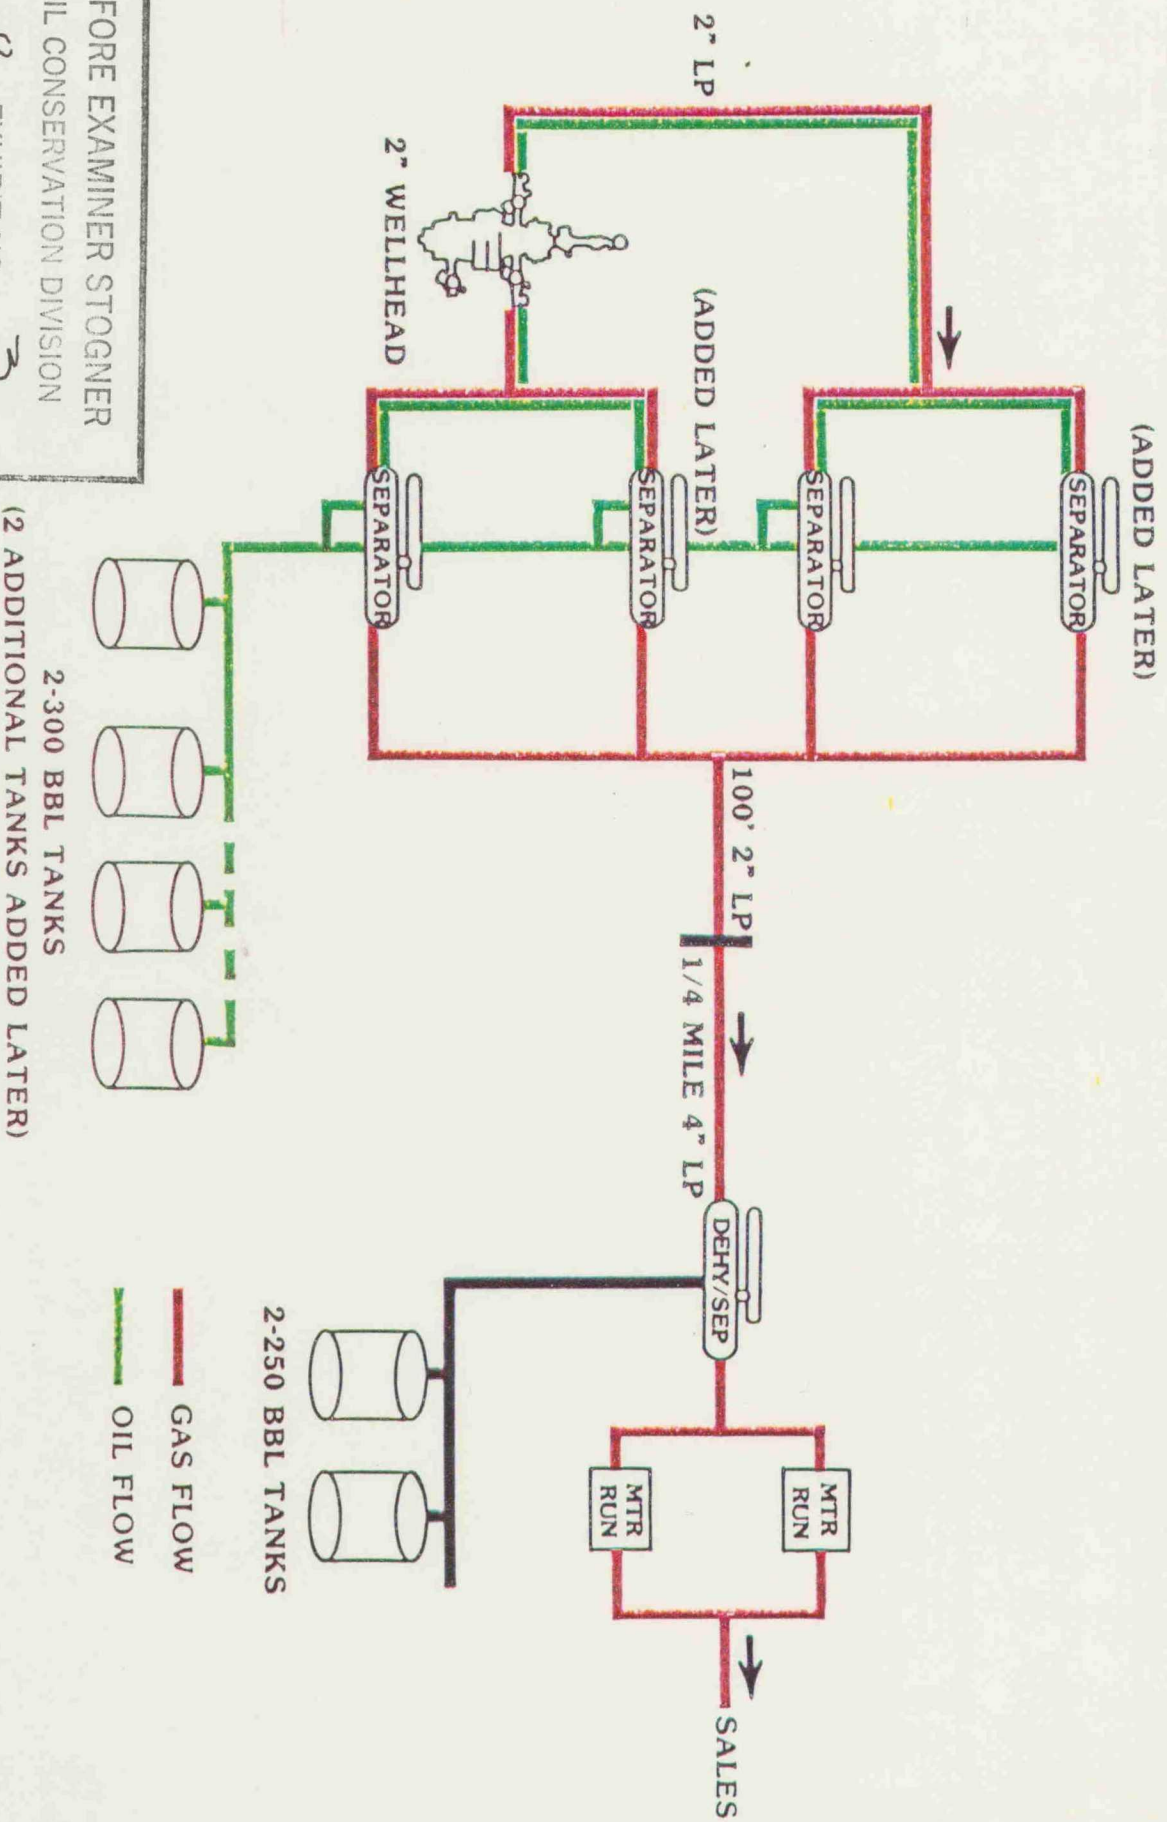 (ADDED LATER)
2" LP
(ADDED LATER)
2" WELLHEAD
SEPARATOR
SEPARATOR
SEPARATOR
SEPARATOR
100' 2" LP
1/4 MILE 4" LP
DEHY/SEP
MTR
RUN
MTR
RUN
SALES
2-300 BBL TANKS
(2 ADDITIONAL TANKS ADDED LATER)
2-250 BBL TANKS
GAS FLOW
OIL FLOW
FORE EXAMINER STOGNER
IL CONSERVATION DIVISION
3